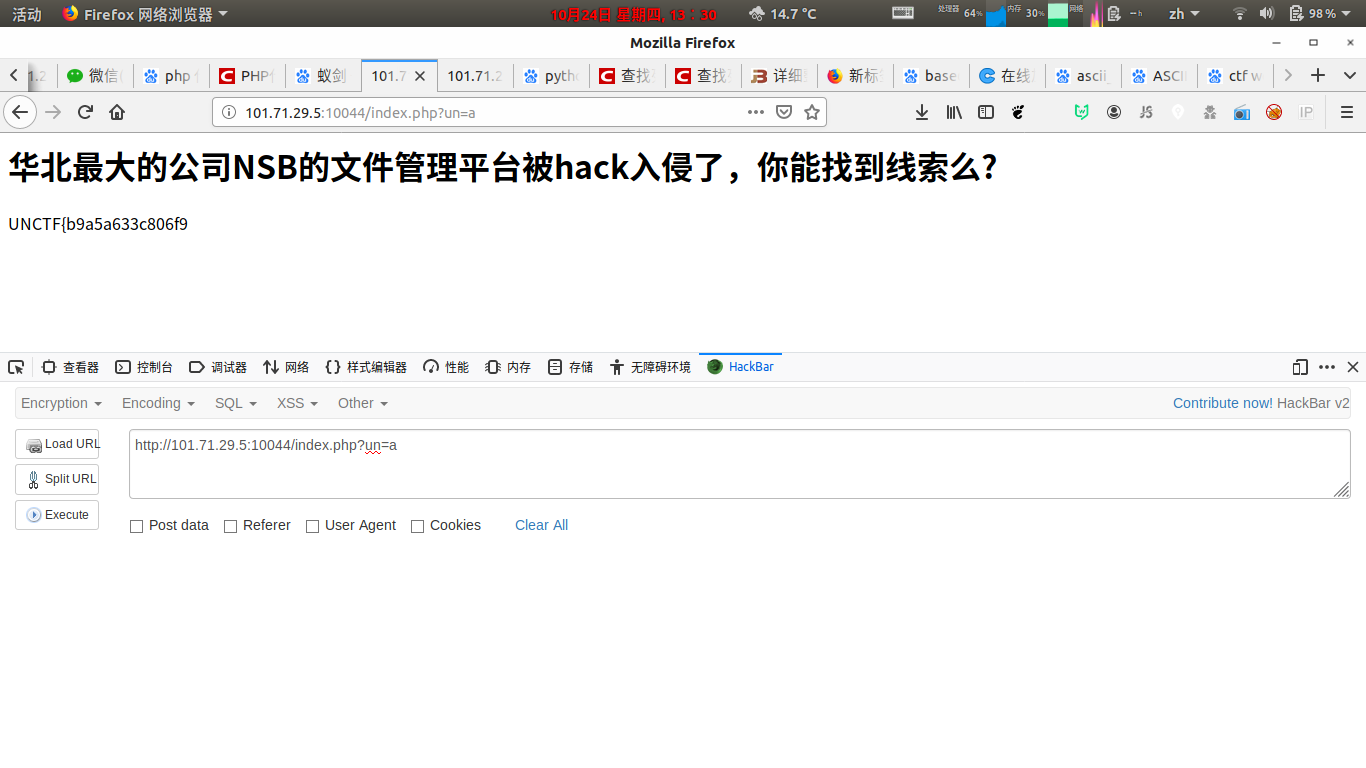 活动 Firefox 网络浏览器 10月24日 星期四, 13：30 14.7 °C 处理器 64% 内存 30% 网络 zh 98%
Mozilla Firefox
微信 php PHP 蚁剑 101.7 101.71.2 pyth 查找 查找 详细 新标 base 在线 ascii ASCI ctf w
101.71.29.5:10044/index.php?un=a JS IP
华北最大的公司NSB的文件管理平台被hack入侵了，你能找到线索么?
UNCTF{b9a5a633c806f9
查看器 控制台 调试器 网络 样式编辑器 性能 内存 存储 无障碍环境 HackBar
Encryption Encoding SQL XSS Other Contribute now! HackBar v2
Load URL http://101.71.29.5:10044/index.php?un=a
Split URL
Execute
Post data Referer User Agent Cookies Clear All